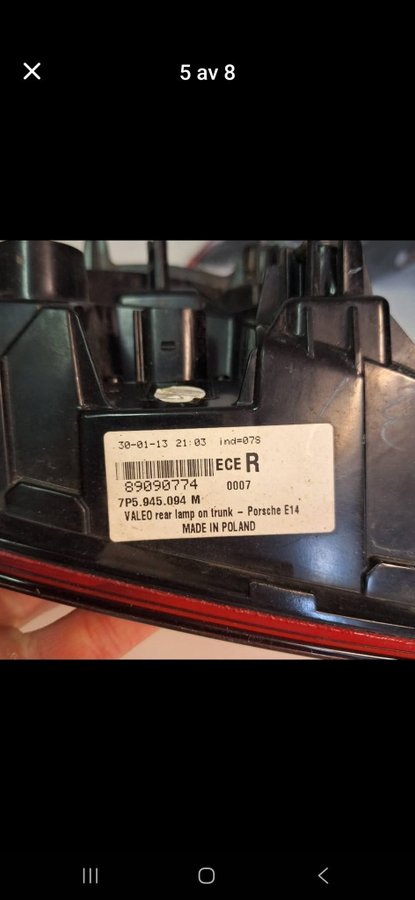 5 av 8
30-01-13 21:03 ind=07S
ECE R
89090774 0007
7P5.945.094 M
VALEO rear lamp on trunk - Porsche E14
MADE IN POLAND